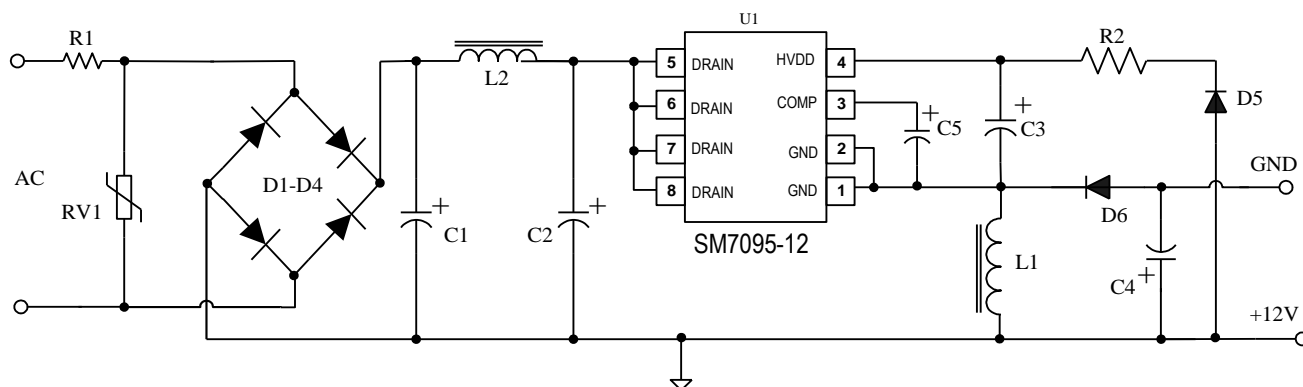 U1
R1
R2
5
DRAIN
HVDD
4
L2
6
DRAIN
COMP
3
D5
C5
C3
7
DRAIN
GND
2
GND
AC
D1-D4
8
DRAIN
GND
1
RV1
C1
C2
D6
SM7095-12
L1
C4
+12V